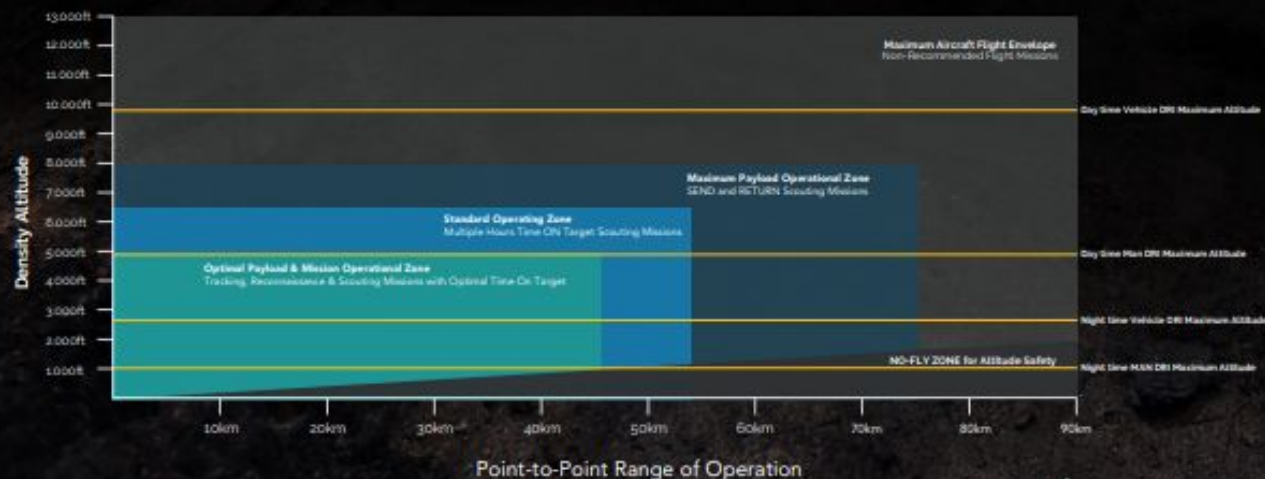 13.000ft
12.000ft
11.000ft
10.000ft
9.000ft
8.000ft
7.000ft
6.000ft
5.000ft
4.000ft
3.000ft
2.000ft
1.000ft
Density Altitude
Maximum Aircraft Flight Envelope
Non-Recommended Flight Missions
Day time Vehicle DRI Maximum Altitude
Maximum Payload Operational Zone
SEND and RETURN Scouting Missions
Standard Operating Zone
Multiple Hours Time ON Target Scouting Missions
Day time Man DRI Maximum Altitude
Optimal Payload & Mission Operational Zone
Tracking, Reconnaissance & Scouting Missions with Optimal Time On Target
Night time Vehicle DRI Maximum Altitude
NO-FLY ZONE for Altitude Safety
Night time MAN DRI Maximum Altitude
10km
20km
30km
40km
50km
60km
70km
80km
90km
Point-to-Point Range of Operation